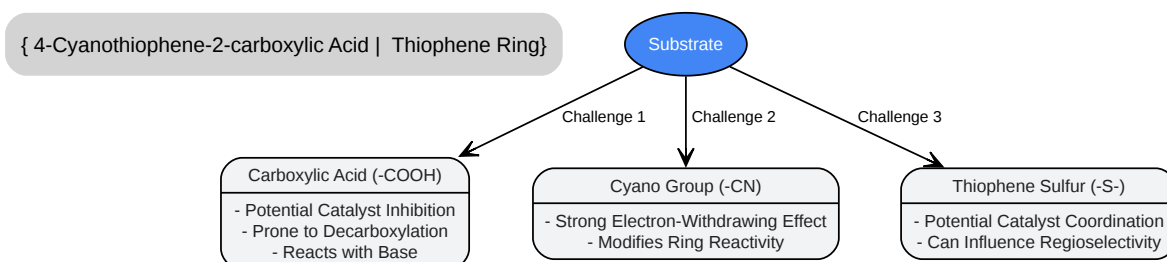 { 4-Cyanothiophene-2-carboxylic Acid | Thiophene Ring}
Substrate
Challenge 1
Challenge 2
Challenge 3
Carboxylic Acid (-COOH)
- Potential Catalyst Inhibition
- Prone to Decarboxylation
- Reacts with Base
Cyano Group (-CN)
- Strong Electron-Withdrawing Effect
- Modifies Ring Reactivity
Thiophene Sulfur (-S-)
- Potential Catalyst Coordination
- Can Influence Regioselectivity